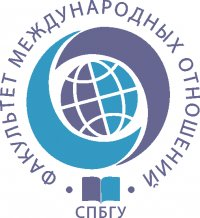 ФАКУЛЬТЕТ МЕЖДУНАРОДНЫХ ОТНОШЕНИЙ
СПБГУ